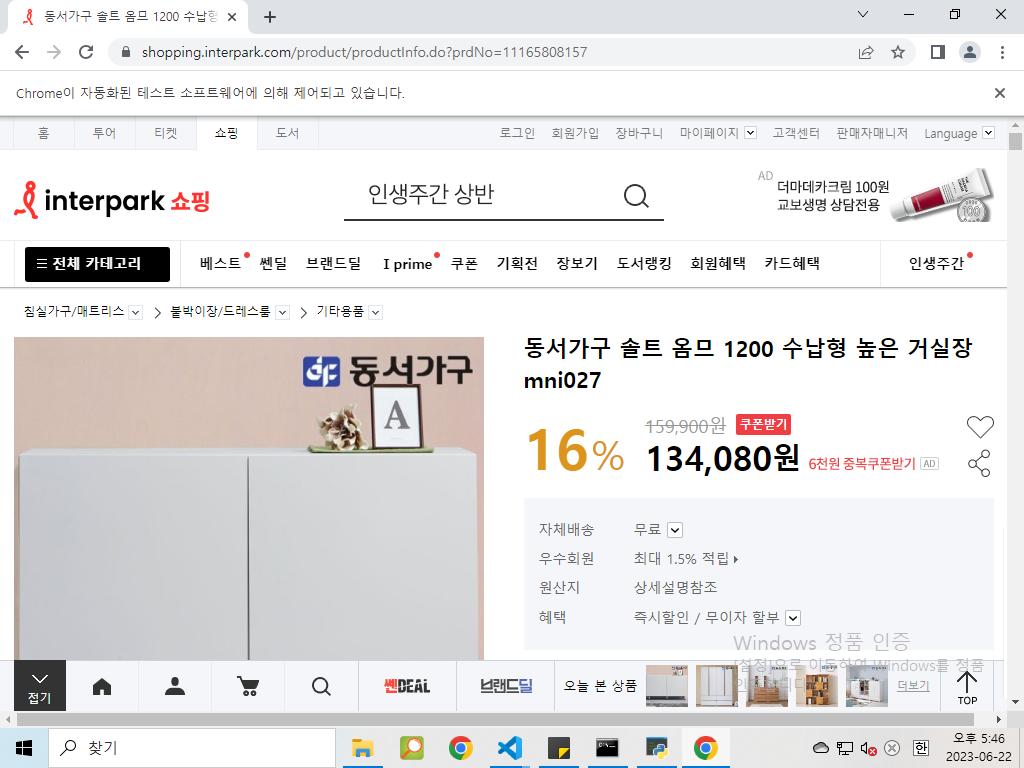 동서가구 솔트 옴므 1200 수납형
shopping.interpark.com/product/productInfo.do?prdNo=11165808157
Chrome이 자동화된 테스트 소프트웨어에 의해 제어되고 있습니다.
홈 투어 티켓 쇼핑 도서 로그인 회원가입 장바구니 마이페이지 고객센터 판매자매니저 Language
AD
더마데카크림 100원
교보생명 상담전용
100
interpark 쇼핑
인생주간 상반
전체 카테고리 베스트 쎈딜 브랜드딜 I prime 쿠폰 기획전 장보기 도서랭킹 회원혜택 카드혜택 인생주간
침실가구/매트리스 > 붙박이장/드레스룸 > 기타용품
동서가구
A
동서가구 솔트 옴므 1200 수납형 높은 거실장
mni027
16%
159,900원 쿠폰받기
134,080원 6천원 중복쿠폰받기 AD
자체배송 무료
우수회원 최대 1.5% 적립
원산지 상세설명참조
혜택 즉시할인 / 무이자 할부
Windows 정품 인증
[설정]으로 이동하여 Windows를 정품
접기
쎈DEAL 브랜드딜 오늘 본 상품 더보기 TOP
찾기
한
오후 5:46
2023-06-22